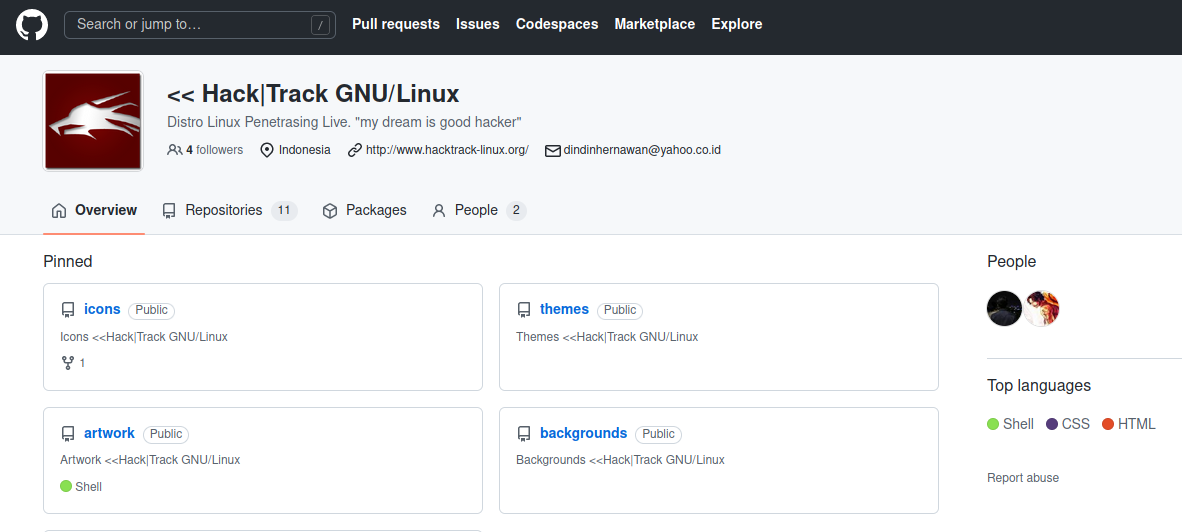 Search or jump to… / Pull requests Issues Codespaces Marketplace Explore
<< Hack|Track GNU/Linux
Distro Linux Penetrasing Live. "my dream is good hacker"
4 followers Indonesia http://www.hacktrack-linux.org/ dindinhernawan@yahoo.co.id
Overview Repositories 11 Packages People 2
Pinned
icons Public
Icons <<Hack|Track GNU/Linux
1
themes Public
Themes <<Hack|Track GNU/Linux
artwork Public
Artwork <<Hack|Track GNU/Linux
Shell
backgrounds Public
Backgrounds <<Hack|Track GNU/Linux
People
Top languages
Shell CSS HTML
Report abuse